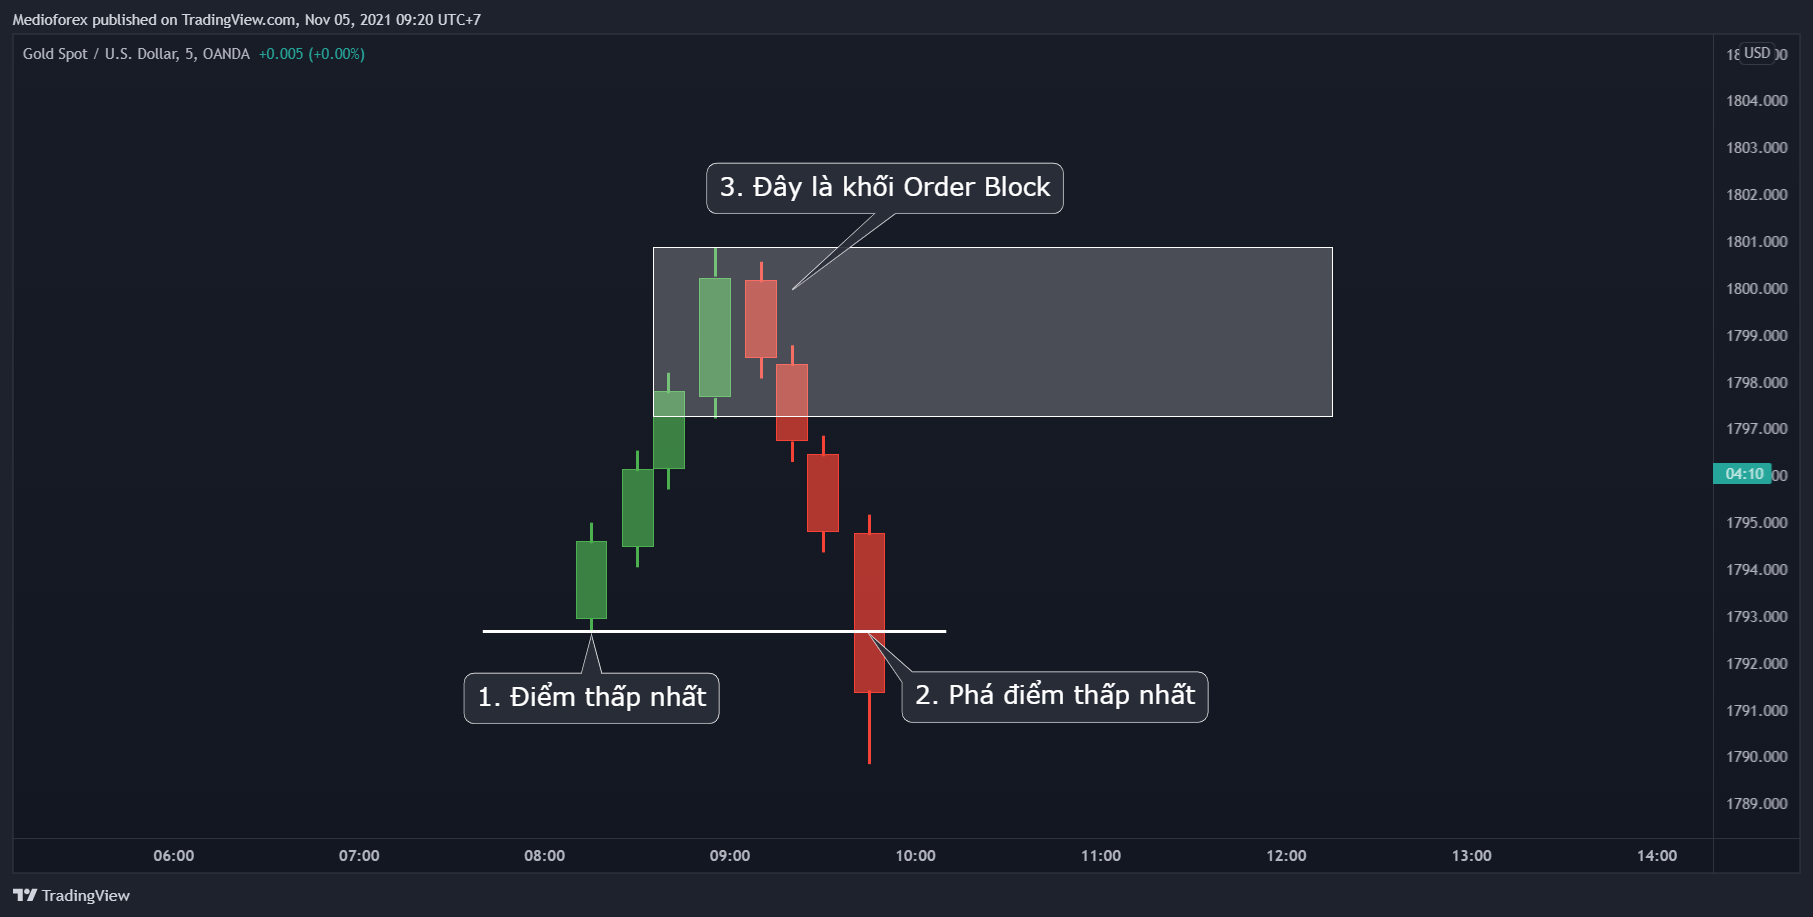 Medioforex published on TradingView.com, Nov 05, 2021 09:20 UTC+7
Gold Spot / U.S. Dollar, 5, OANDA +0.005 (+0.00%)
USD
1804.000
1803.000
1802.000
3. Đây là khối Order Block
1801.000
1800.000
1799.000
1798.000
1797.000
04:10
1795.000
1794.000
1793.000
1792.000
1. Điểm thấp nhất
2. Phá điểm thấp nhất
1791.000
1790.000
1789.000
06:00 07:00 08:00 09:00 10:00 11:00 12:00 13:00 14:00
TradingView